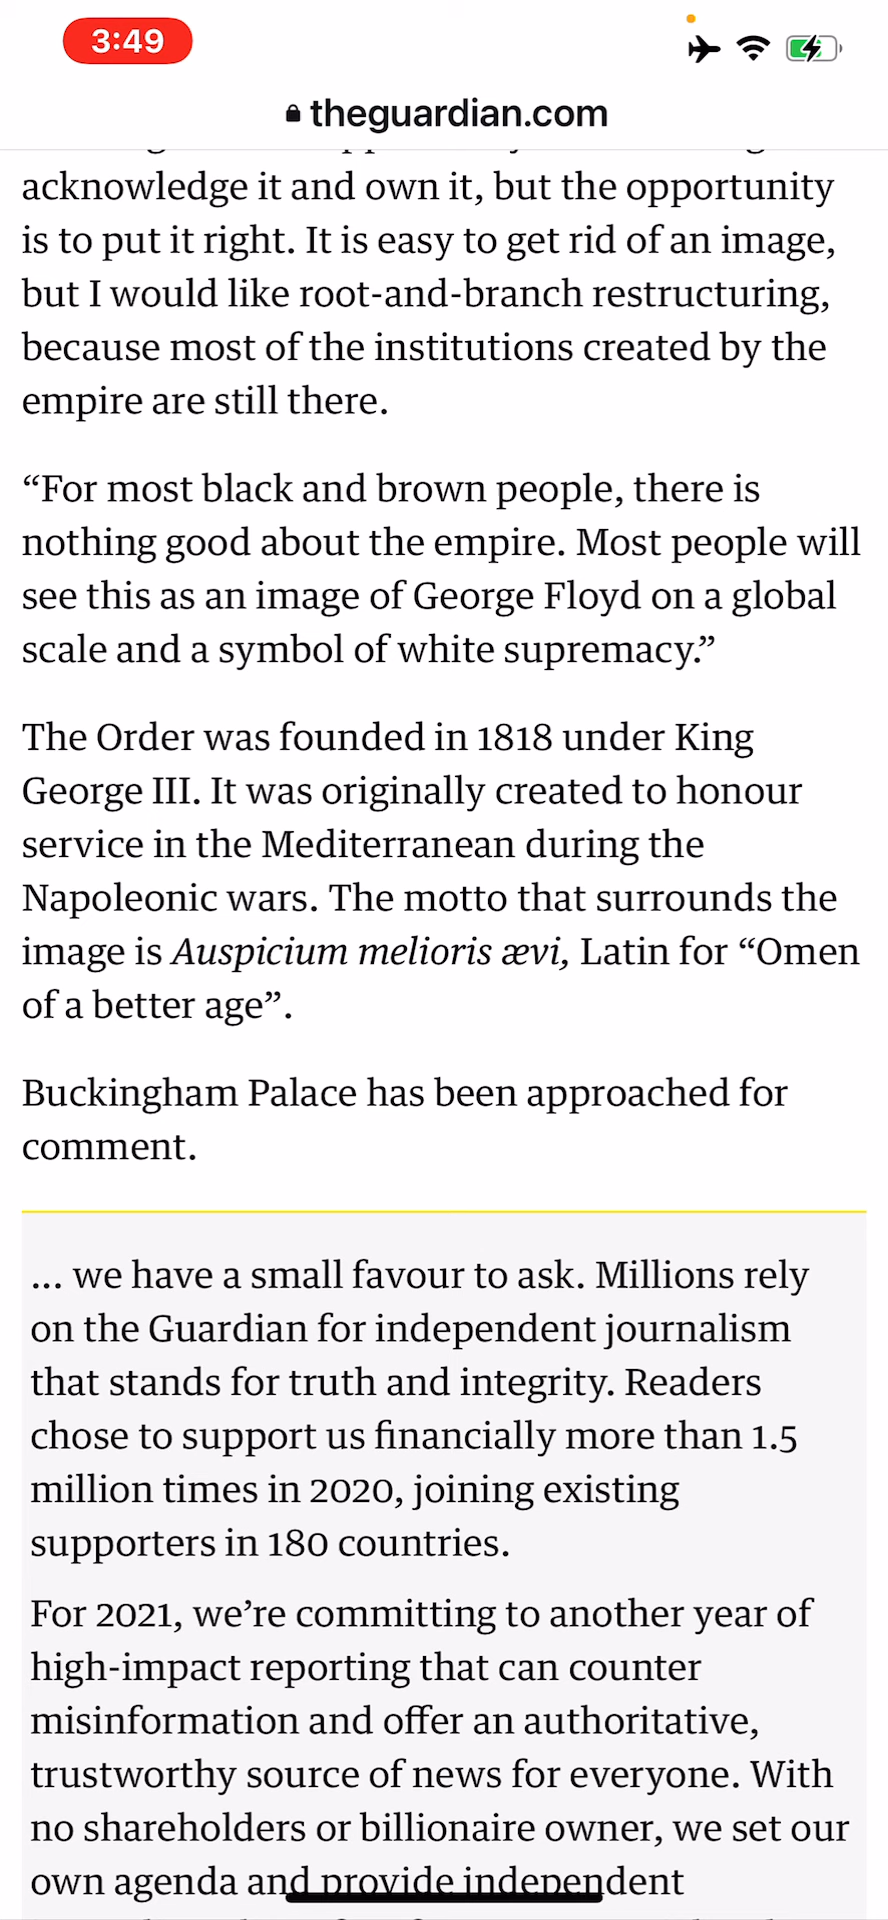 3:49
theguardian.com
acknowledge it and own it, but the opportunity
is to put it right. It is easy to get rid of an image,
but I would like root-and-branch restructuring,
because most of the institutions created by the
empire are still there.
“For most black and brown people, there is
nothing good about the empire. Most people will
see this as an image of George Floyd on a global
scale and a symbol of white supremacy.”
The Order was founded in 1818 under King
George III. It was originally created to honour
service in the Mediterranean during the
Napoleonic wars. The motto that surrounds the
image is Auspicium melioris ævi, Latin for “Omen
of a better age”.
Buckingham Palace has been approached for
comment.
... we have a small favour to ask. Millions rely
on the Guardian for independent journalism
that stands for truth and integrity. Readers
chose to support us financially more than 1.5
million times in 2020, joining existing
supporters in 180 countries.
For 2021, we’re committing to another year of
high-impact reporting that can counter
misinformation and offer an authoritative,
trustworthy source of news for everyone. With
no shareholders or billionaire owner, we set our
own agenda and provide independent